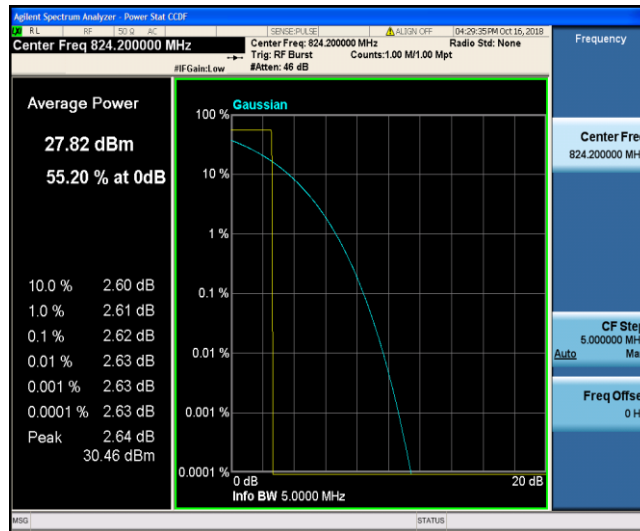 Agilent Spectrum Analyzer - Power Stat CCDF
RL RF 50 Ω AC SENSE:PULSE ALIGN OFF 04:29:35PM Oct 16, 2018
Center Freq 824.200000 MHz
Center Freq: 824.200000 MHz Radio Std: None
Trig: RF Burst Counts:1.00 M/1.00 Mpt
#IFGain:Low #Atten: 46 dB
Frequency
Average Power
27.82 dBm
55.20 % at 0dB
10.0 % 2.60 dB
1.0 % 2.61 dB
0.1 % 2.62 dB
0.01 % 2.63 dB
0.001 % 2.63 dB
0.0001 % 2.63 dB
Peak 2.64 dB
30.46 dBm
Gaussian
100 %
10 %
1 %
0.1 %
0.01 %
0.001 %
0.0001 %
0 dB 20 dB
Info BW 5.0000 MHz
Center Fre
824.200000 MH
CF Step
5.000000 MH
Auto Ma
Freq Offse
0 H
MSG STATUS